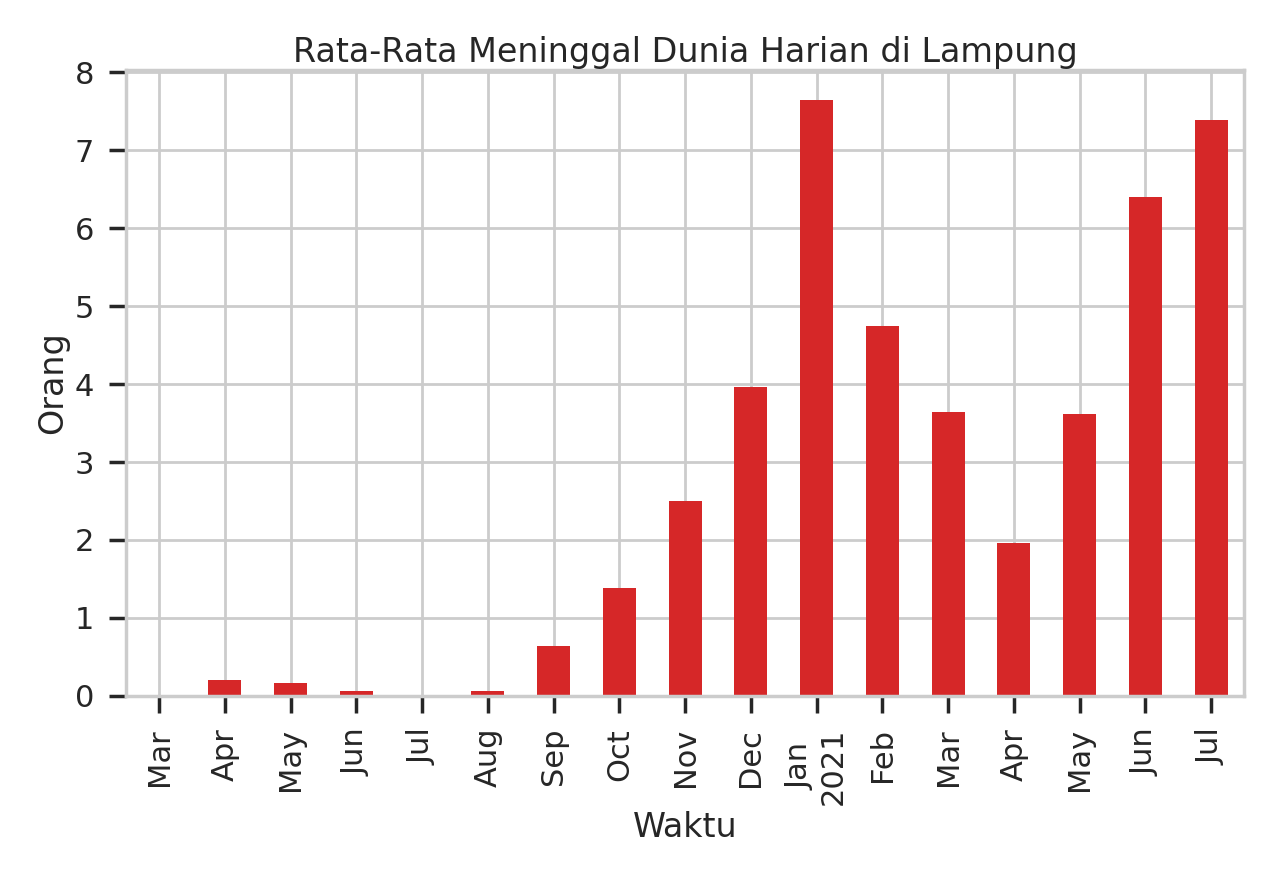 Rata-Rata Meninggal Dunia Harian di Lampung
8
7
6
5
4
3
2
1
0
Orang
Mar
Apr
May
Jun
Jul
Aug
Sep
Oct
Nov
Dec
Jan
2021
Feb
Mar
Apr
May
Jun
Jul
Waktu